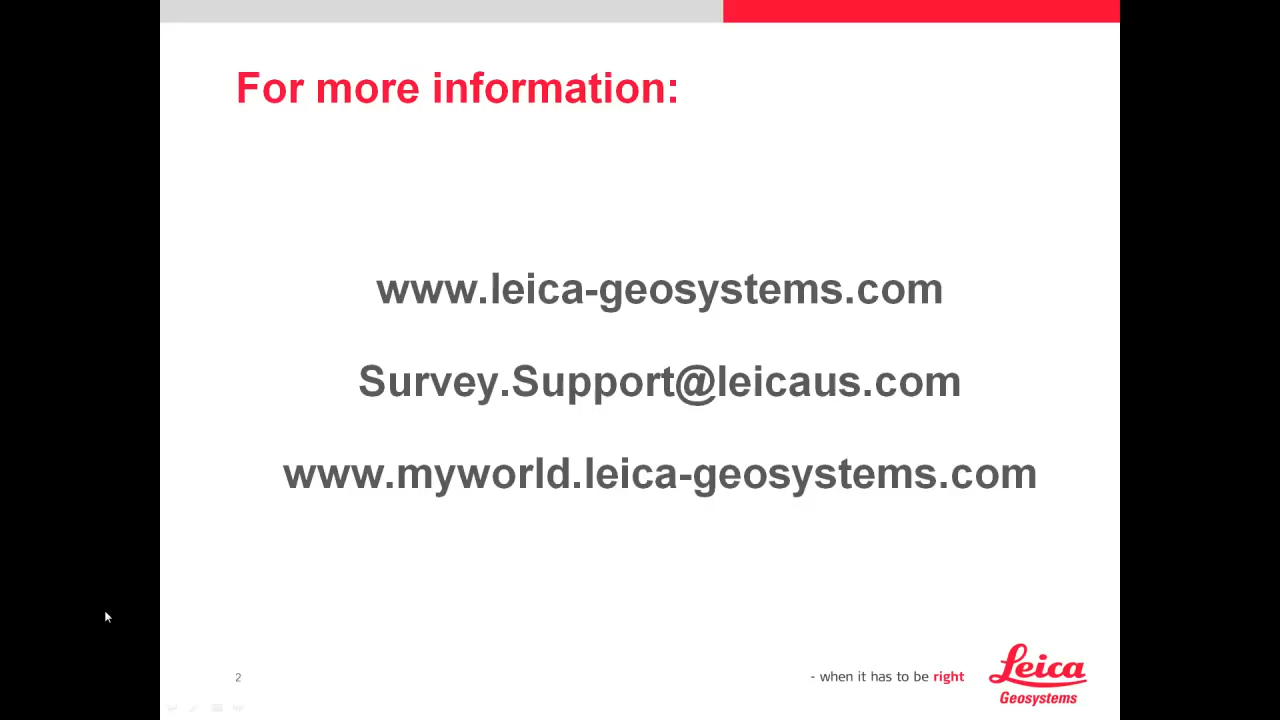 For more information:
www.leica-geosystems.com
Survey.Support@leicaus.com
www.myworld.leica-geosystems.com
2
- when it has to be right
Leica
Geosystems